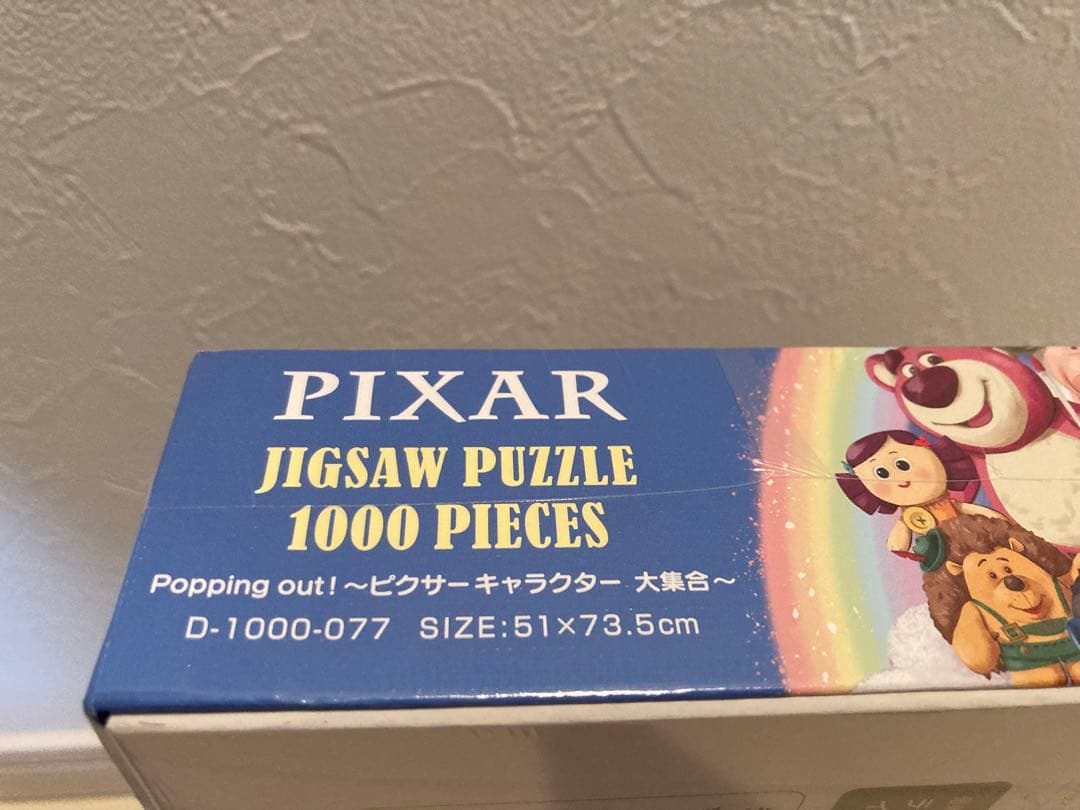 PIXAR
JIGSAW PUZZLE
1000 PIECES
Popping out!～ピクサーキャラクター 大集合～
D-1000-077 SIZE:51×73.5cm